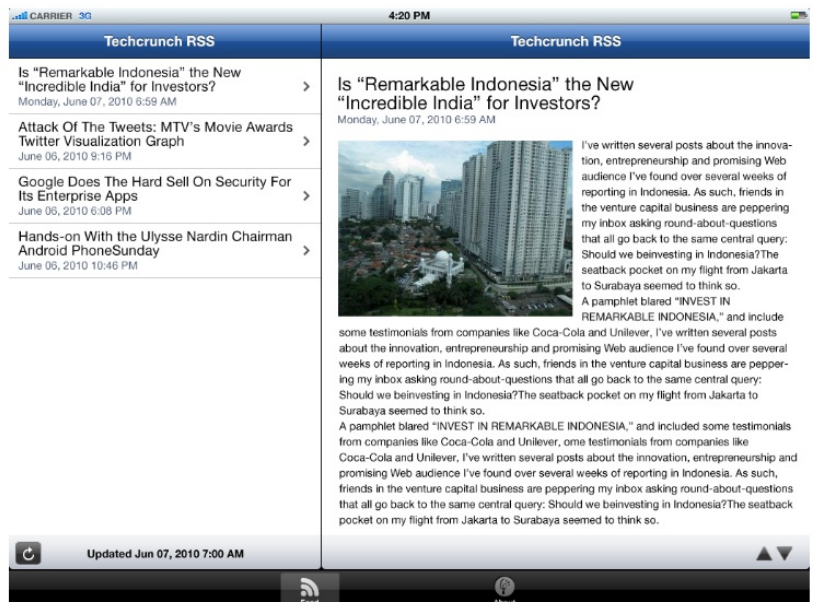 CARRIER 3G
4:20 PM
Techcrunch RSS
Is “Remarkable Indonesia” the New
“Incredible India” for Investors?
Monday, June 07, 2010 6:59 AM
Attack Of The Tweets: MTV’s Movie Awards
Twitter Visualization Graph
June 06, 2010 9:16 PM
Google Does The Hard Sell On Security For
Its Enterprise Apps
June 06, 2010 6:08 PM
Hands-on With the Ulysse Nardin Chairman
Android PhoneSunday
June 06, 2010 10:46 PM
Updated Jun 07, 2010 7:00 AM
Techcrunch RSS
Is “Remarkable Indonesia” the New
“Incredible India” for Investors?
Monday, June 07, 2010 6:59 AM
I’ve written several posts about the innova-
tion, entrepreneurship and promising Web
audience I’ve found over several weeks of
reporting in Indonesia. As such, friends in
the venture capital business are peppering
my inbox asking round-about-questions
that all go back to the same central query:
Should we beinvesting in Indonesia?The
seatback pocket on my flight from Jakarta
to Surabaya seemed to think so.
A pamphlet blared “INVEST IN
REMARKABLE INDONESIA,” and include
some testimonials from companies like Coca-Cola and Unilever, I’ve written several posts
about the innovation, entrepreneurship and promising Web audience I’ve found over several
weeks of reporting in Indonesia. As such, friends in the venture capital business are pepper-
ing my inbox asking round-about-questions that all go back to the same central query:
Should we beinvesting in Indonesia?The seatback pocket on my flight from Jakarta to
Surabaya seemed to think so.
A pamphlet blared “INVEST IN REMARKABLE INDONESIA,” and included some testimonials
from companies like Coca-Cola and Unilever, ome testimonials from companies like
Coca-Cola and Unilever, I’ve written several posts about the innovation, entrepreneurship and
promising Web audience I’ve found over several weeks of reporting in Indonesia. As such,
friends in the venture capital business are peppering my inbox asking round-about-questions
that all go back to the same central query: Should we beinvesting in Indonesia?The seatback
pocket on my flight from Jakarta to Surabaya seemed to think so.
Feed
About